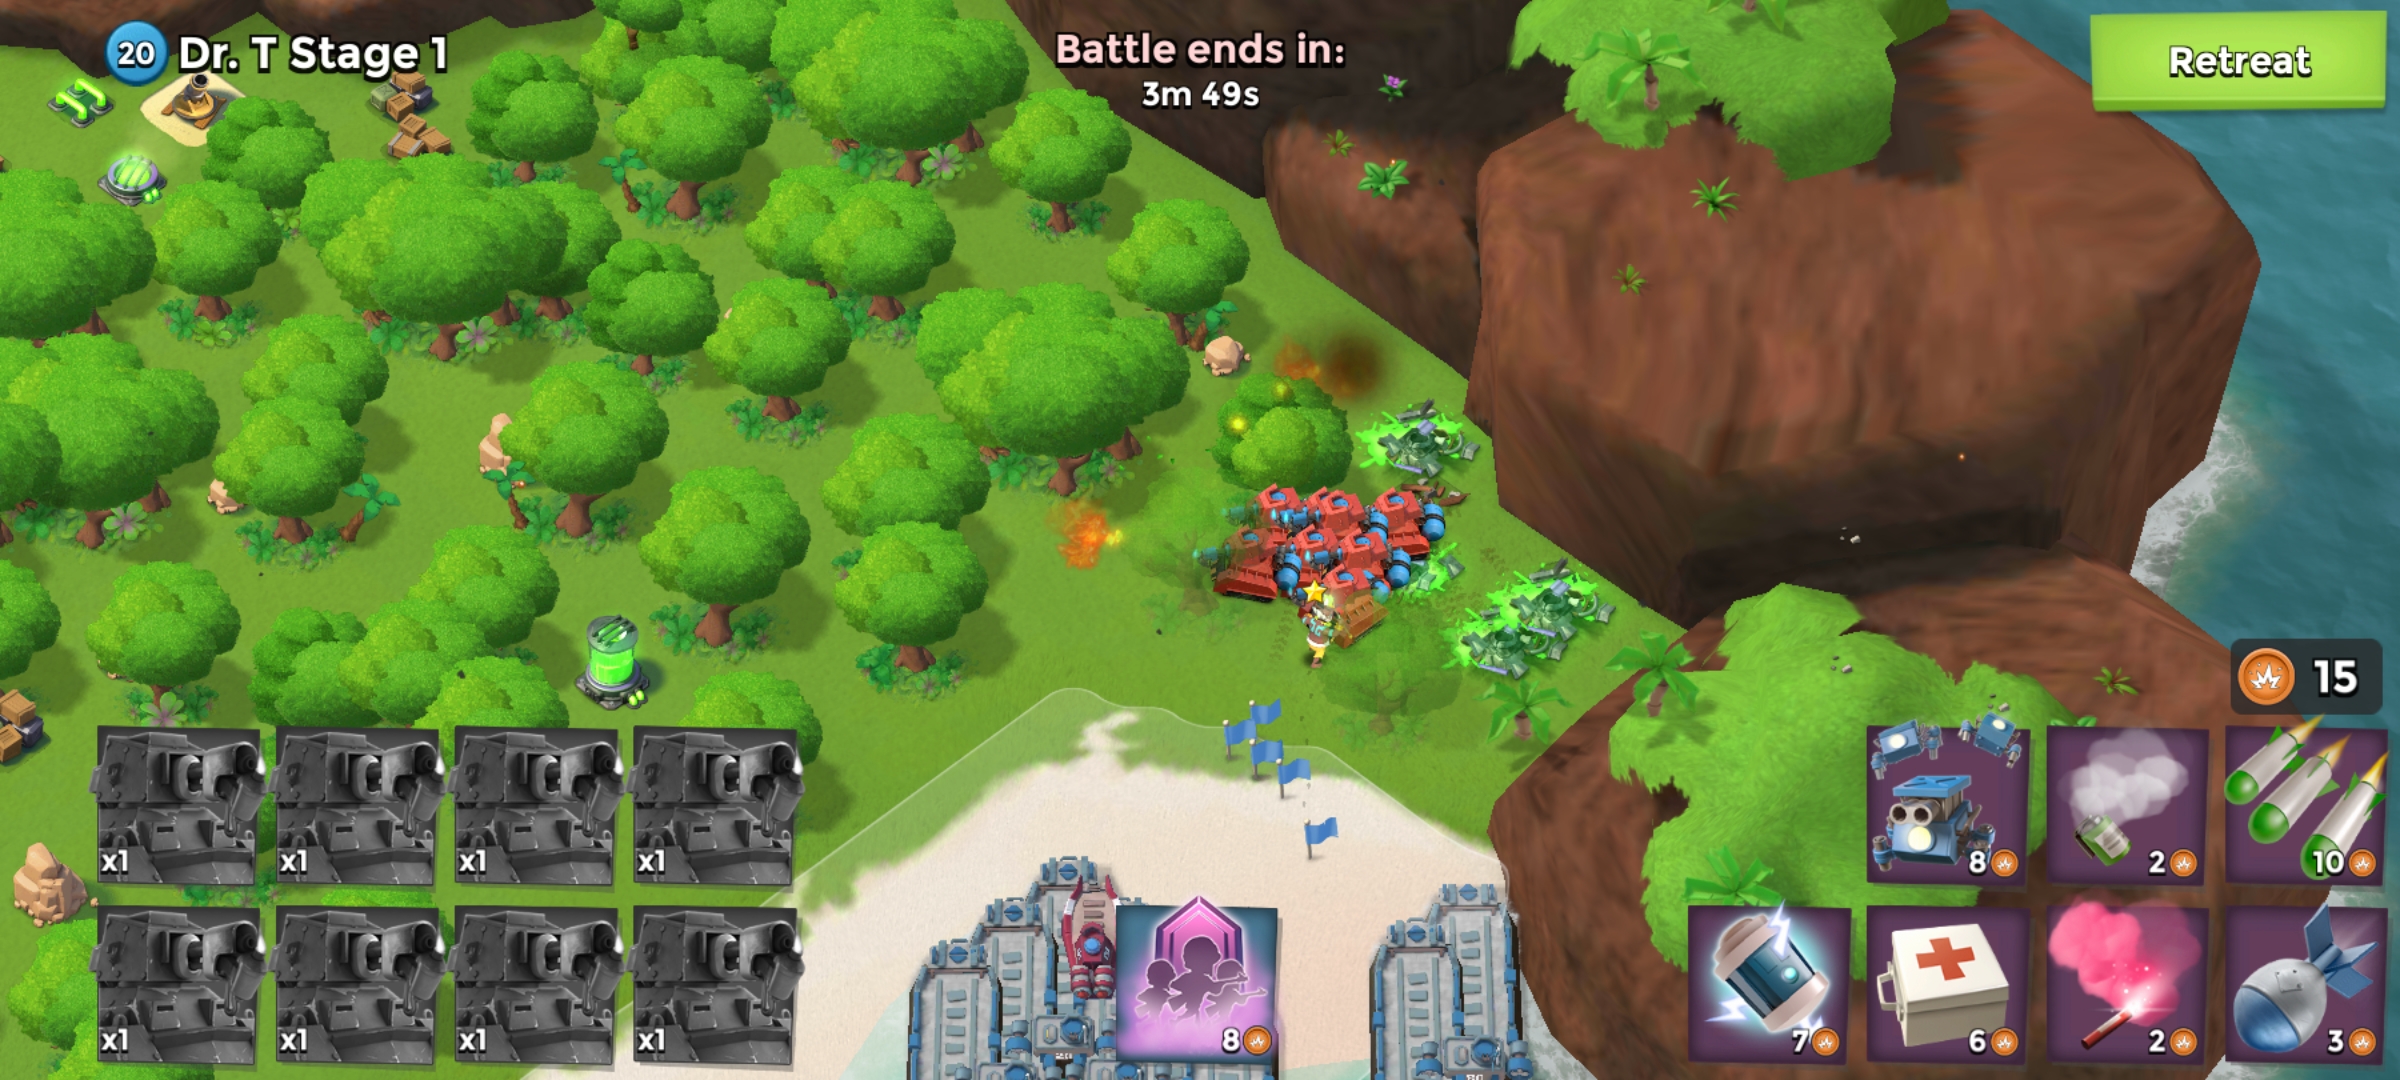 20 Dr. T Stage 1
Battle ends in:
3m 49s
Retreat
15
8 2 10
x1 x1 x1 x1
x1 x1 x1 x1
8
7 6 2 3